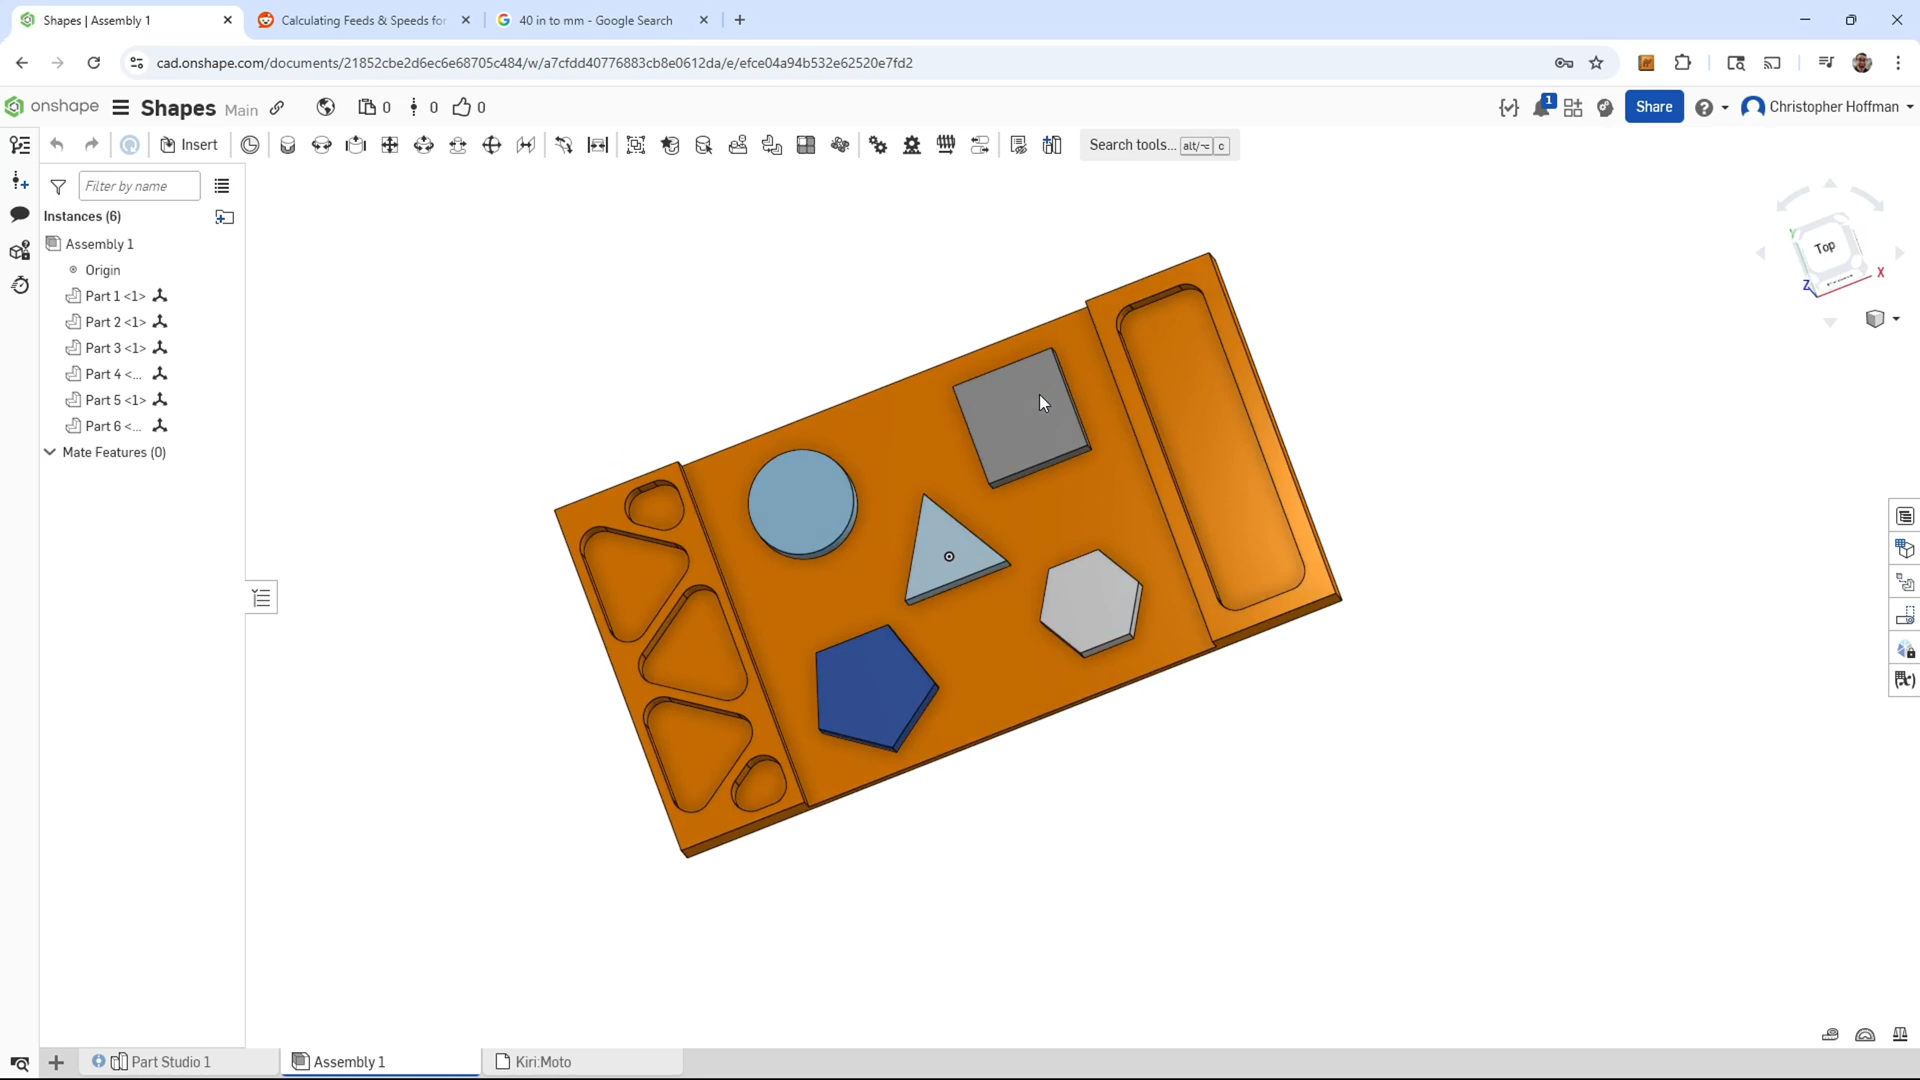 Shapes | Assembly 1
Calculating Feeds & Speeds for
40 in to mm - Google Search
cad.onshape.com/documents/21852cbe2d6ec6e68705c484/w/a7cfdd40776883cb8e0612da/e/efce04a94b532e62520e7fd2
onshape Shapes Main 0 0 0 1 Share Christopher Hoffman
Insert Search tools... alt/⌥ c
Filter by name
Instances (6)
Assembly 1
Origin
Part 1 <1>
Part 2 <1>
Part 3 <1>
Part 4 <...
Part 5 <1>
Part 6 <...
Mate Features (0)
Y
Top
X
Z
Part Studio 1 Assembly 1 Kiri:Moto